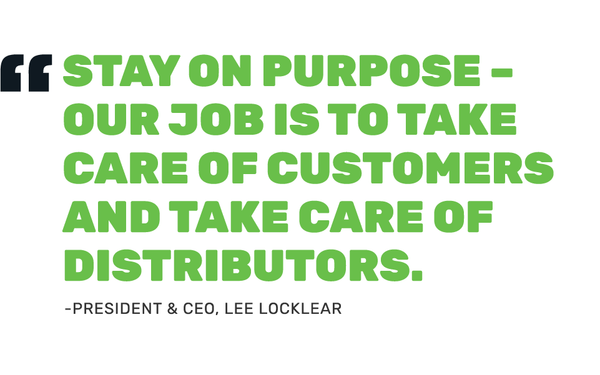 “STAY ON PURPOSE –
OUR JOB IS TO TAKE
CARE OF CUSTOMERS
AND TAKE CARE OF
DISTRIBUTORS.
-PRESIDENT & CEO, LEE LOCKLEAR